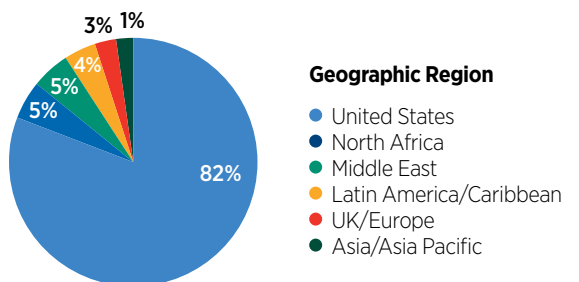 3% 1%
4%
5%
5%
82%
Geographic Region
United States
North Africa
Middle East
Latin America/Caribbean
UK/Europe
Asia/Asia Pacific